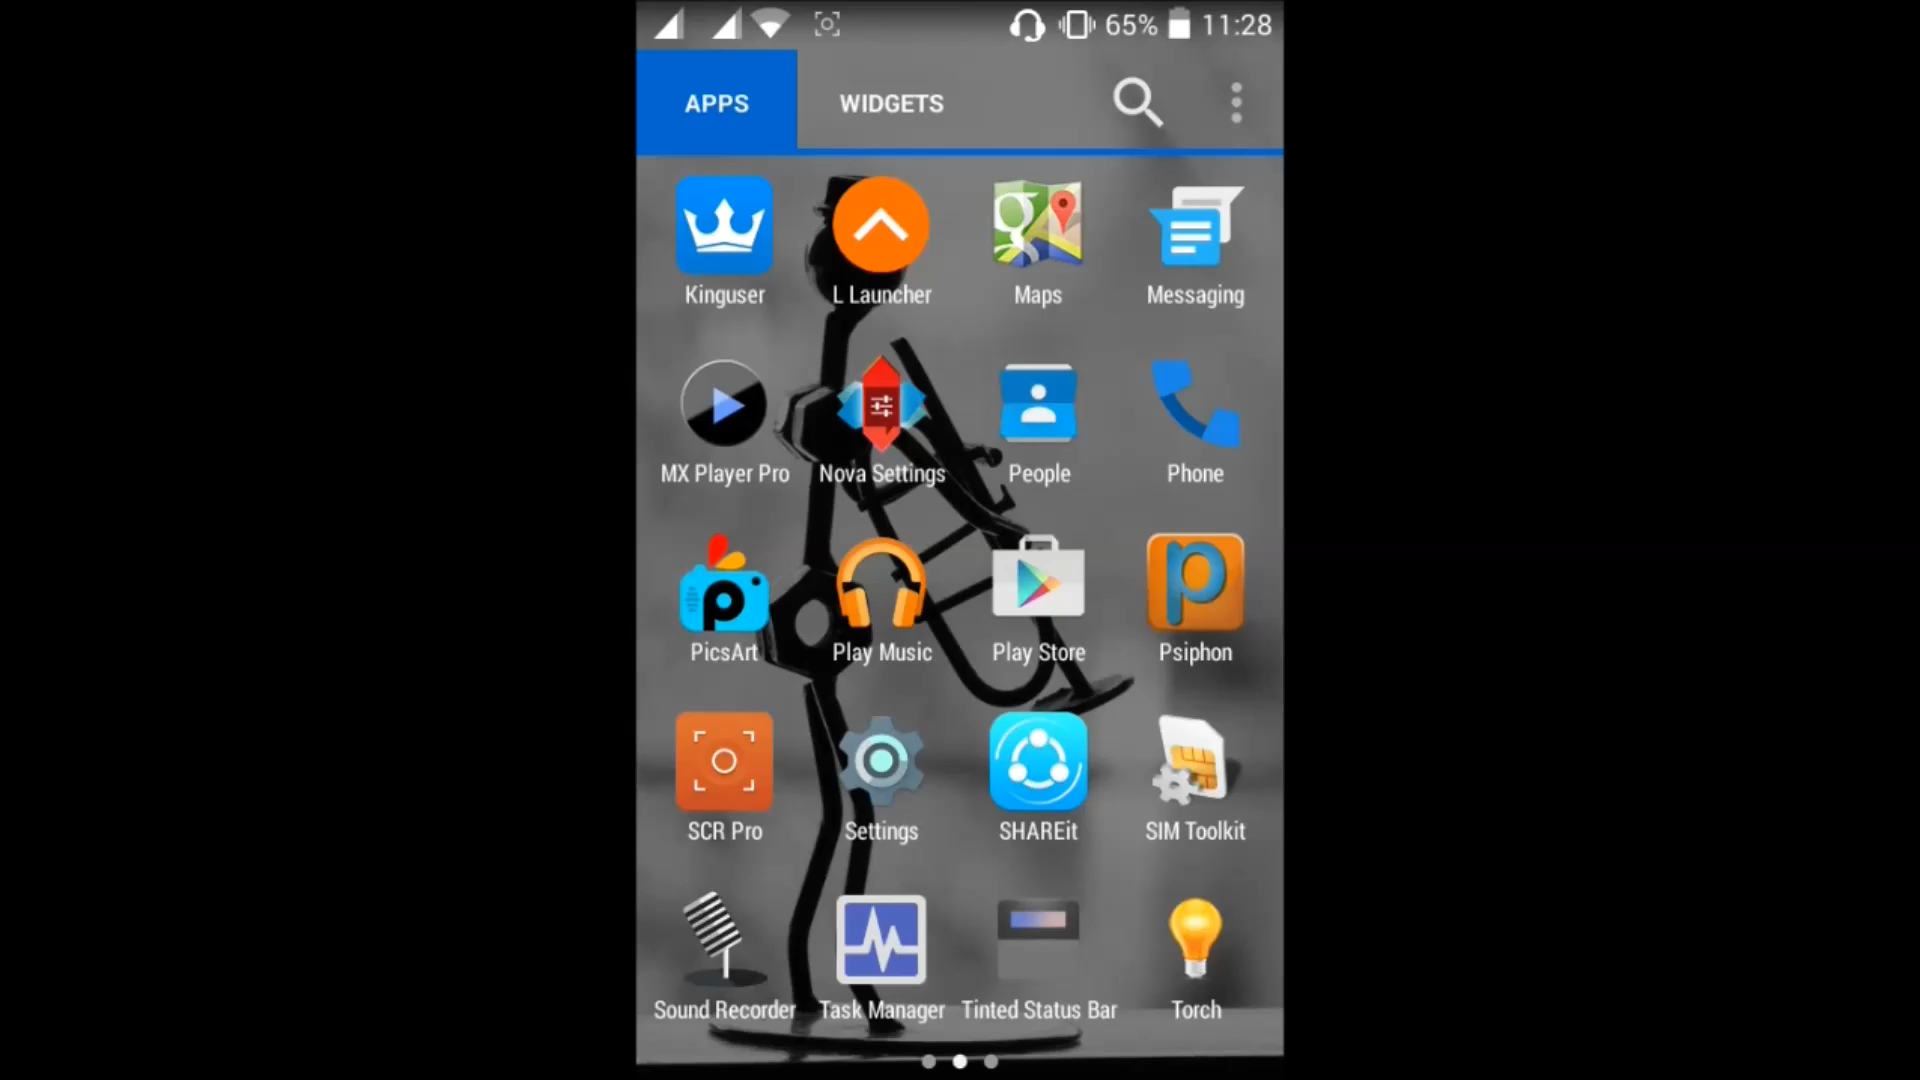 65% 11:28
APPS WIDGETS
Kinguser L Launcher Maps Messaging
MX Player Pro Nova Settings People Phone
PicsArt Play Music Play Store Psiphon
SCR Pro Settings SHAREit SIM Toolkit
Sound Recorder Task Manager Tinted Status Bar Torch